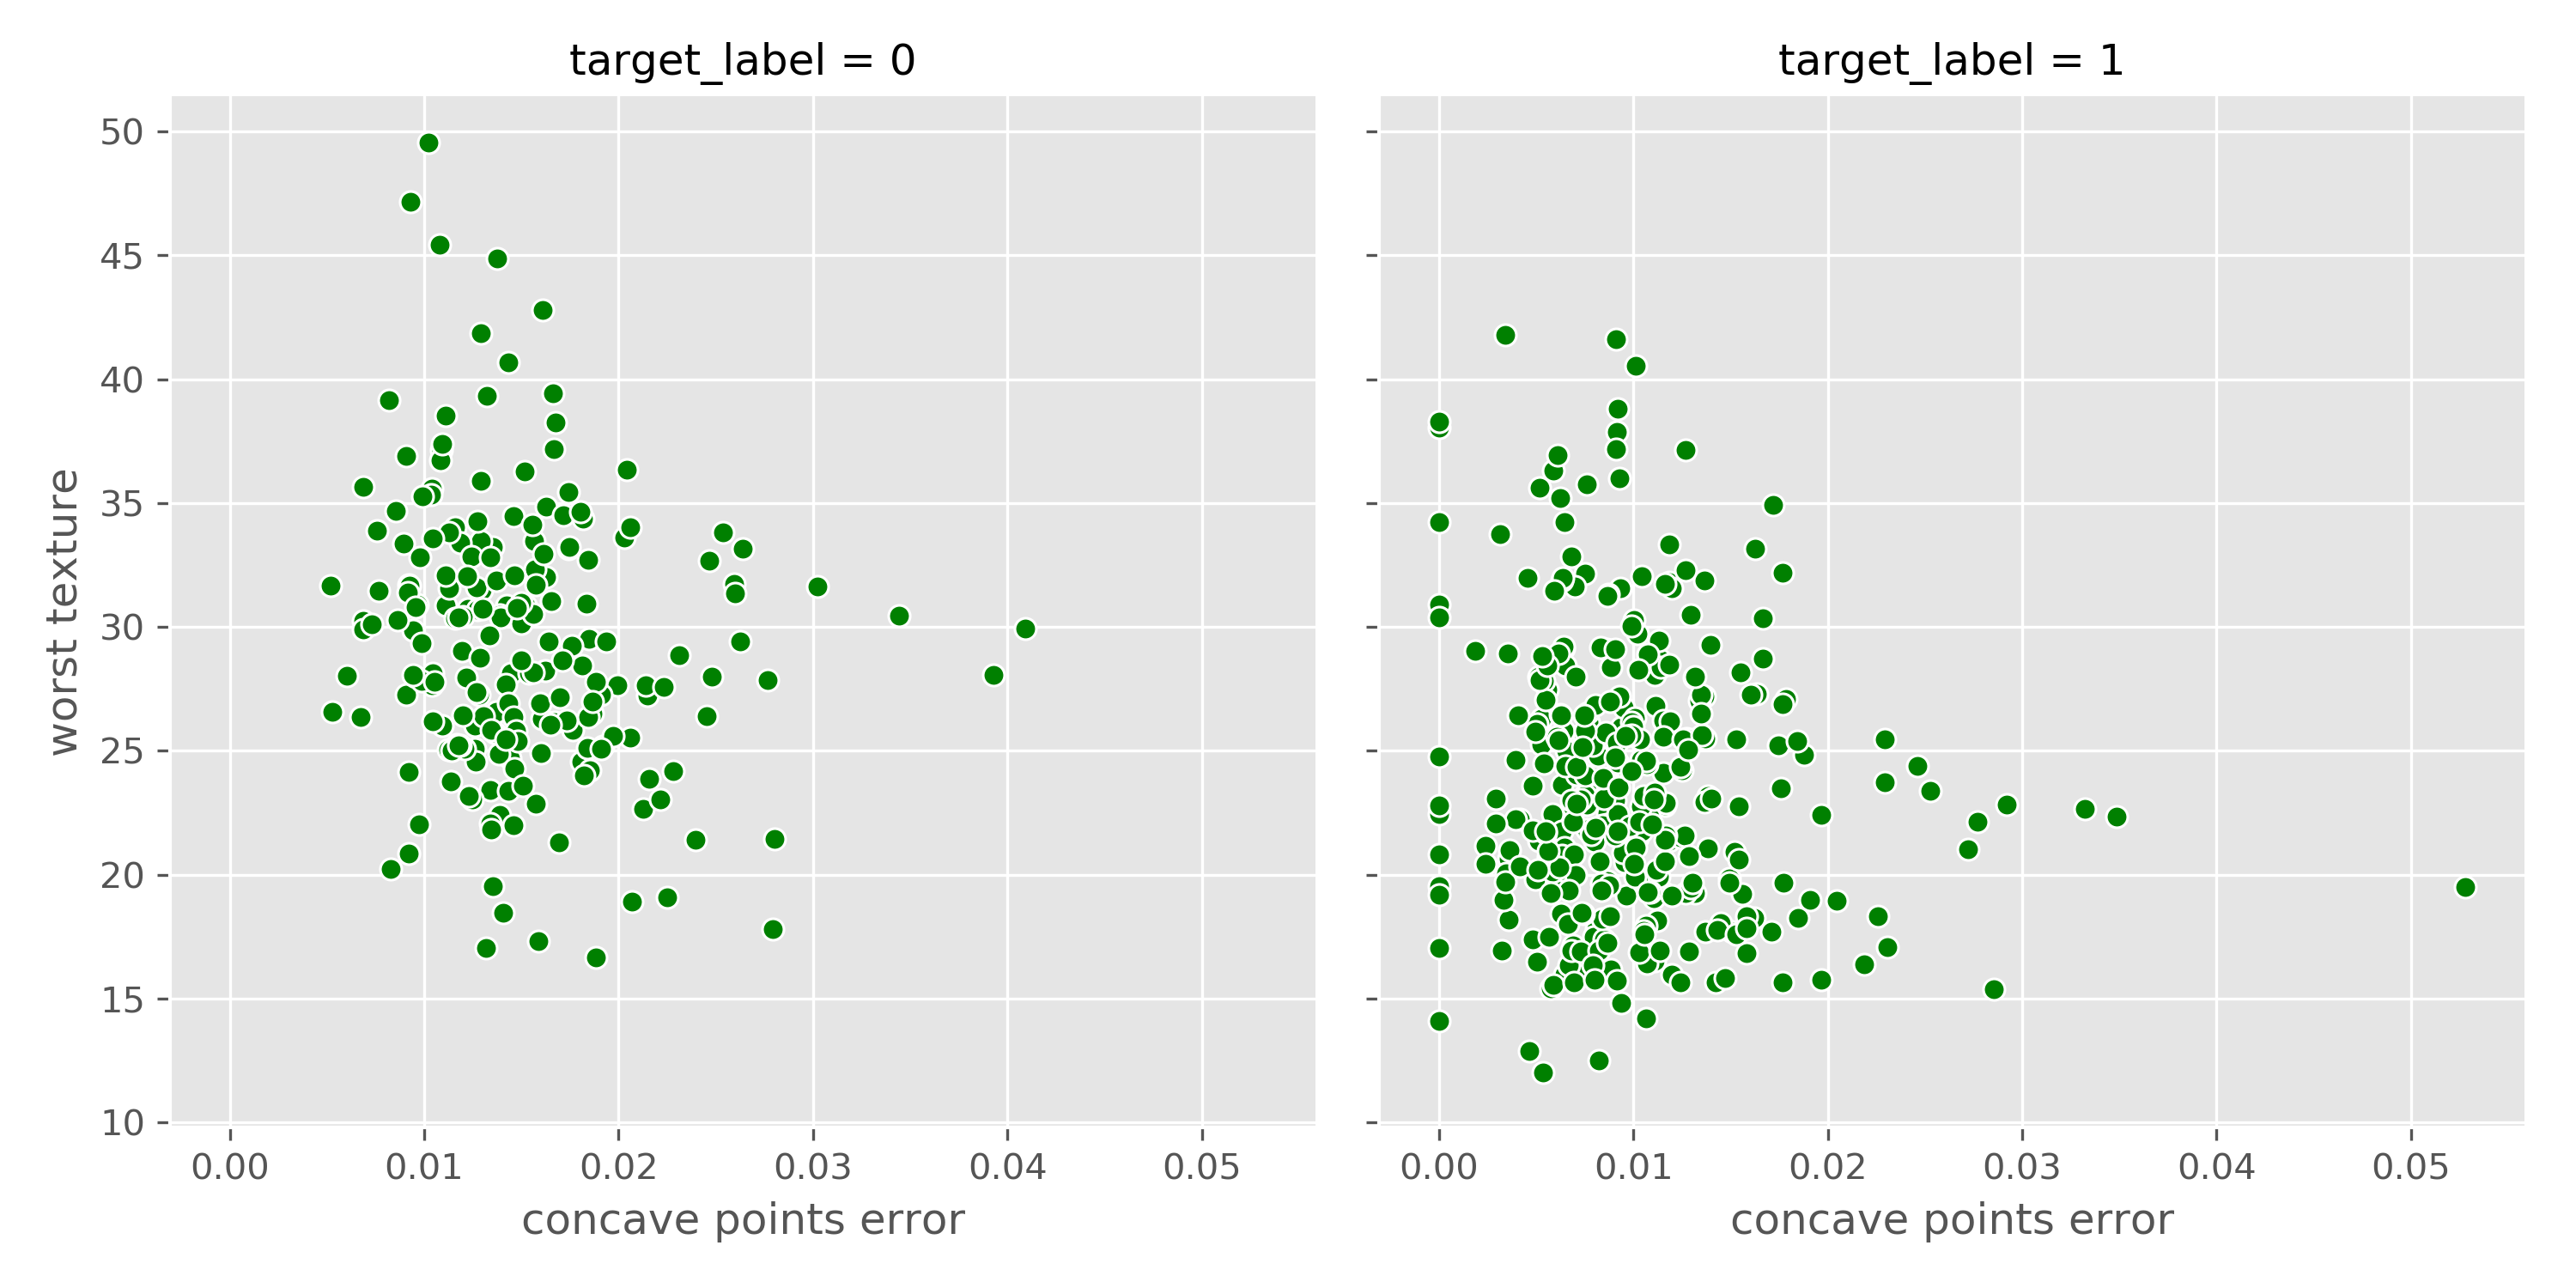 target_label = 0
target_label = 1
worst texture
50
45
40
35
30
25
20
15
10
0.00 0.01 0.02 0.03 0.04 0.05
0.00 0.01 0.02 0.03 0.04 0.05
concave points error
concave points error